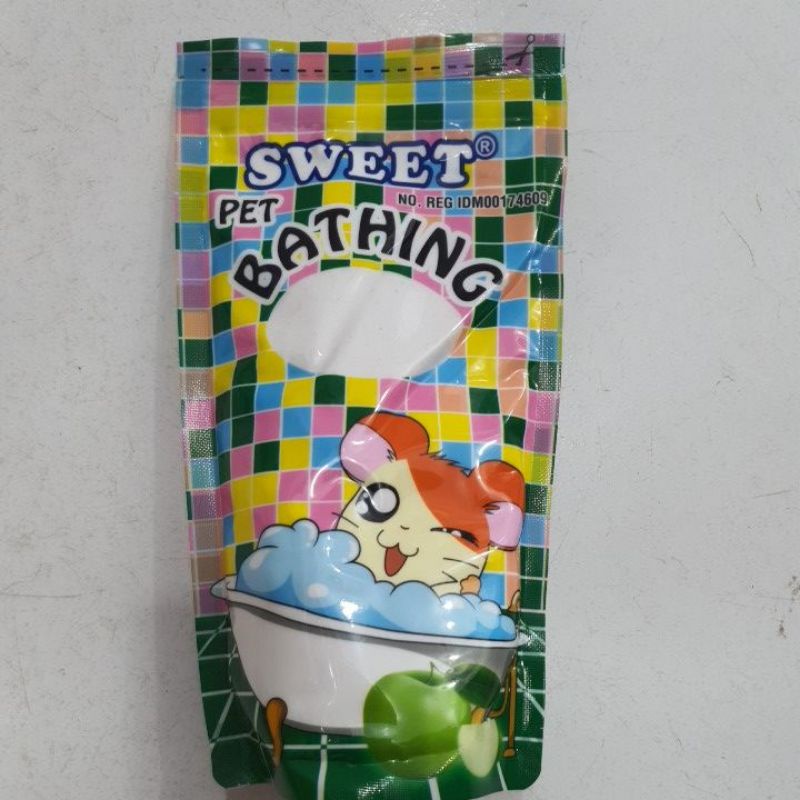 SWEET®
NO. REG IDM00174609
PET
BATHING